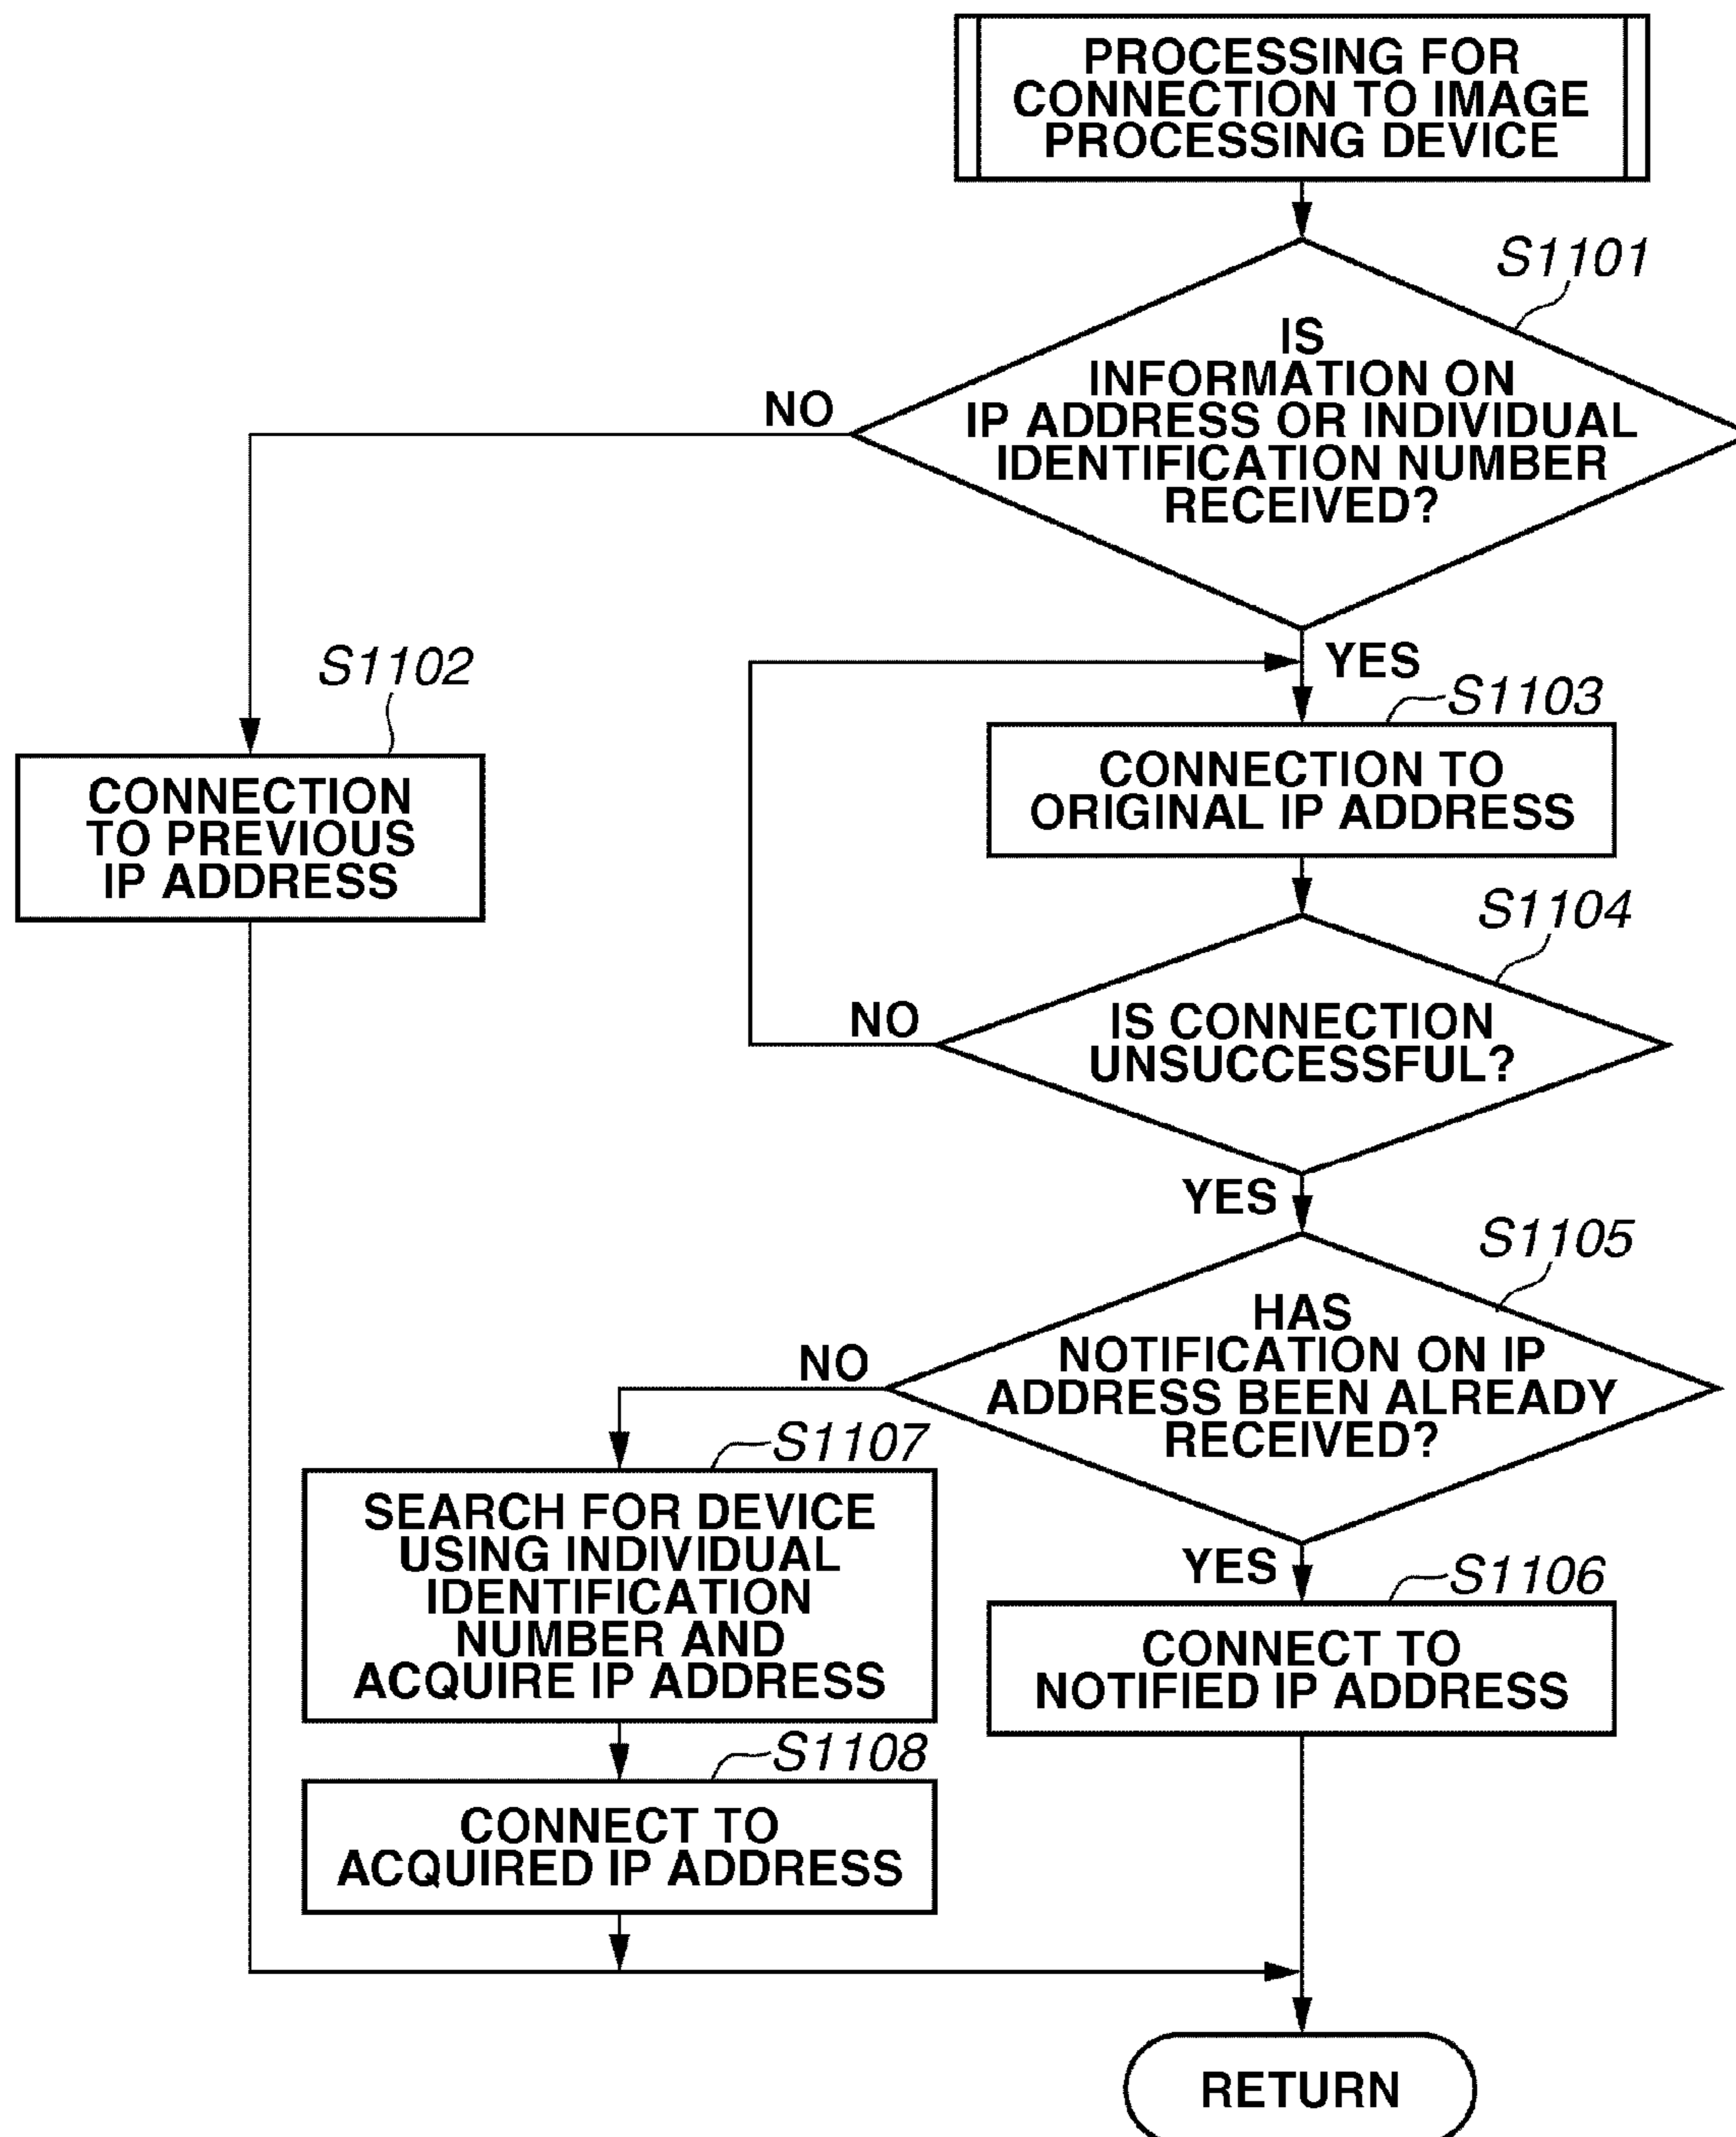 PROCESSING FOR
CONNECTION TO IMAGE
PROCESSING DEVICE
S1101
IS
INFORMATION ON
IP ADDRESS OR INDIVIDUAL
IDENTIFICATION NUMBER
RECEIVED?
NO
YES
S1102
CONNECTION
TO PREVIOUS
IP ADDRESS
S1103
CONNECTION TO
ORIGINAL IP ADDRESS
S1104
IS CONNECTION
UNSUCCESSFUL?
NO
YES
S1105
HAS
NOTIFICATION ON IP
ADDRESS BEEN ALREADY
RECEIVED?
NO
YES
S1107
SEARCH FOR DEVICE
USING INDIVIDUAL
IDENTIFICATION
NUMBER AND
ACQUIRE IP ADDRESS
S1106
CONNECT TO
NOTIFIED IP ADDRESS
S1108
CONNECT TO
ACQUIRED IP ADDRESS
RETURN